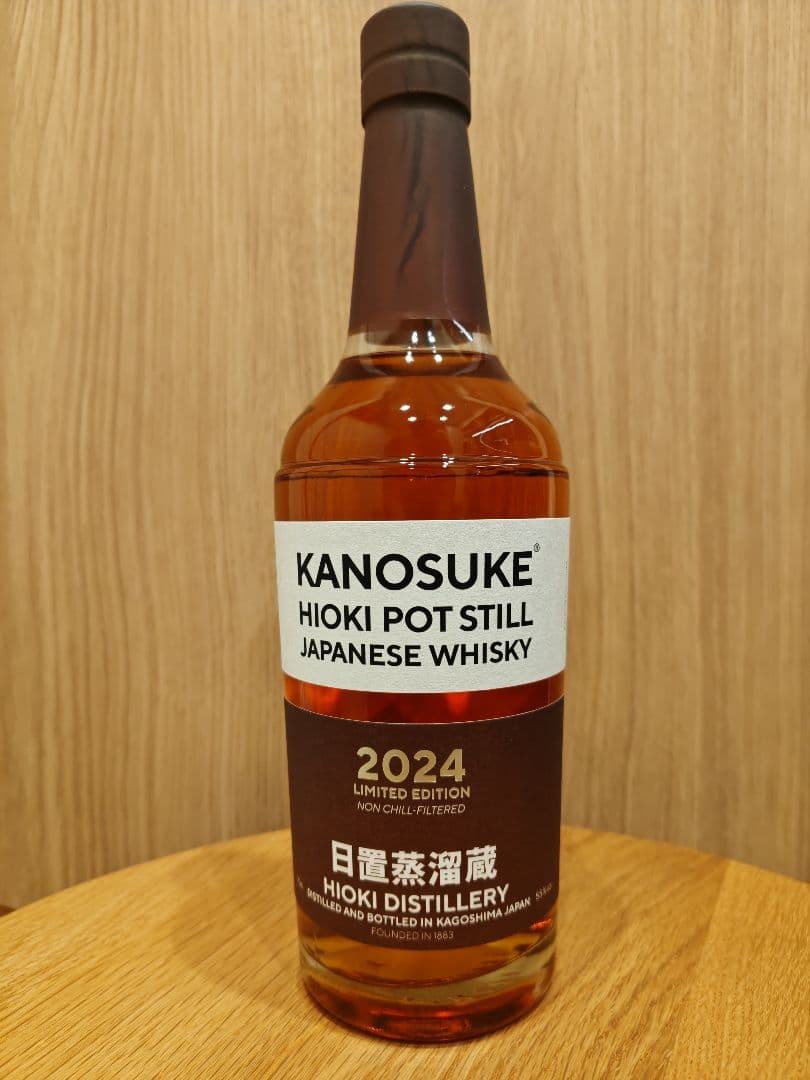 KANOSUKE®
HIOKI POT STILL
JAPANESE WHISKY
2024
LIMITED EDITION
NON CHILL-FILTERED
日置蒸溜蔵
HIOKI DISTILLERY
DISTILLED AND BOTTLED IN KAGOSHIMA JAPAN
FOUNDED IN 1883